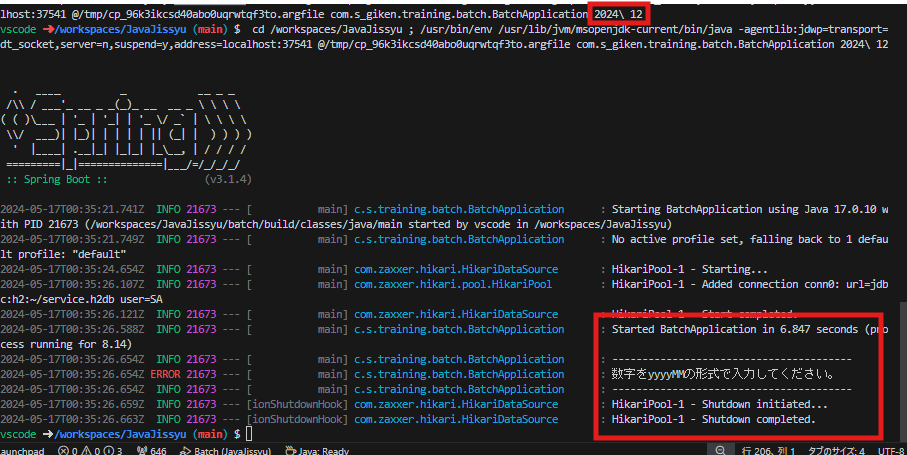 lhost:37541 @/tmp/cp_96k3ikcsd40abo0uqrwtqf3to.argfile com.s_giken.training.batch.BatchApplication 2024\ 12
vscode ➜/workspaces/JavaJissyu (main) $  cd /workspaces/JavaJissyu ; /usr/bin/env /usr/lib/jvm/msopenjdk-current/bin/java -agentlib:jdwp=transport=
dt_socket,server=n,suspend=y,address=localhost:37541 @/tmp/cp_96k3ikcsd40abo0uqrwtqf3to.argfile com.s_giken.training.batch.BatchApplication 2024\ 12
  .   ____          _            __ _ _
 /\\ / ___'_ __ _ _(_)_ __  __ _ \ \ \ \
( ( )\___ | '_ | '_| | '_ \/ _` | \ \ \ \
 \\/  ___)| |_)| | | | | || (_| |  ) ) ) )
  '  |____| .__|_| |_|_| |_\__, | / / / /
 =========|_|==============|___/=/_/_/_/
 :: Spring Boot ::                (v3.1.4)
2024-05-17T00:35:21.741Z  INFO 21673 --- [           main] c.s.training.batch.BatchApplication      : Starting BatchApplication using Java 17.0.10 w
ith PID 21673 (/workspaces/JavaJissyu/batch/build/classes/java/main started by vscode in /workspaces/JavaJissyu)
2024-05-17T00:35:21.749Z  INFO 21673 --- [           main] c.s.training.batch.BatchApplication      : No active profile set, falling back to 1 defau
lt profile: "default"
2024-05-17T00:35:24.654Z  INFO 21673 --- [           main] com.zaxxer.hikari.HikariDataSource       : HikariPool-1 - Starting...
2024-05-17T00:35:26.107Z  INFO 21673 --- [           main] com.zaxxer.hikari.pool.HikariPool        : HikariPool-1 - Added connection conn0: url=jdb
c:h2:~/service.h2db user=SA
2024-05-17T00:35:26.121Z  INFO 21673 --- [           main] com.zaxxer.hikari.HikariDataSource       : HikariPool-1 - Start completed.
2024-05-17T00:35:26.588Z  INFO 21673 --- [           main] c.s.training.batch.BatchApplication      : Started BatchApplication in 6.847 seconds (pro
cess running for 8.14)
2024-05-17T00:35:26.654Z  INFO 21673 --- [           main] c.s.training.batch.BatchApplication      : ------------------------------------
2024-05-17T00:35:26.654Z ERROR 21673 --- [           main] c.s.training.batch.BatchApplication      : 数字をyyyyMMの形式で入力してください。
2024-05-17T00:35:26.654Z  INFO 21673 --- [           main] c.s.training.batch.BatchApplication      : ------------------------------------
2024-05-17T00:35:26.659Z  INFO 21673 --- [ionShutdownHook] com.zaxxer.hikari.HikariDataSource       : HikariPool-1 - Shutdown initiated...
2024-05-17T00:35:26.663Z  INFO 21673 --- [ionShutdownHook] com.zaxxer.hikari.HikariDataSource       : HikariPool-1 - Shutdown completed.
vscode ➜/workspaces/JavaJissyu (main) $
aunchpad 0 0 3 646 Batch (JavaJissyu) Java: Ready 行 206、列 1 タブのサイズ: 4 UTF-8